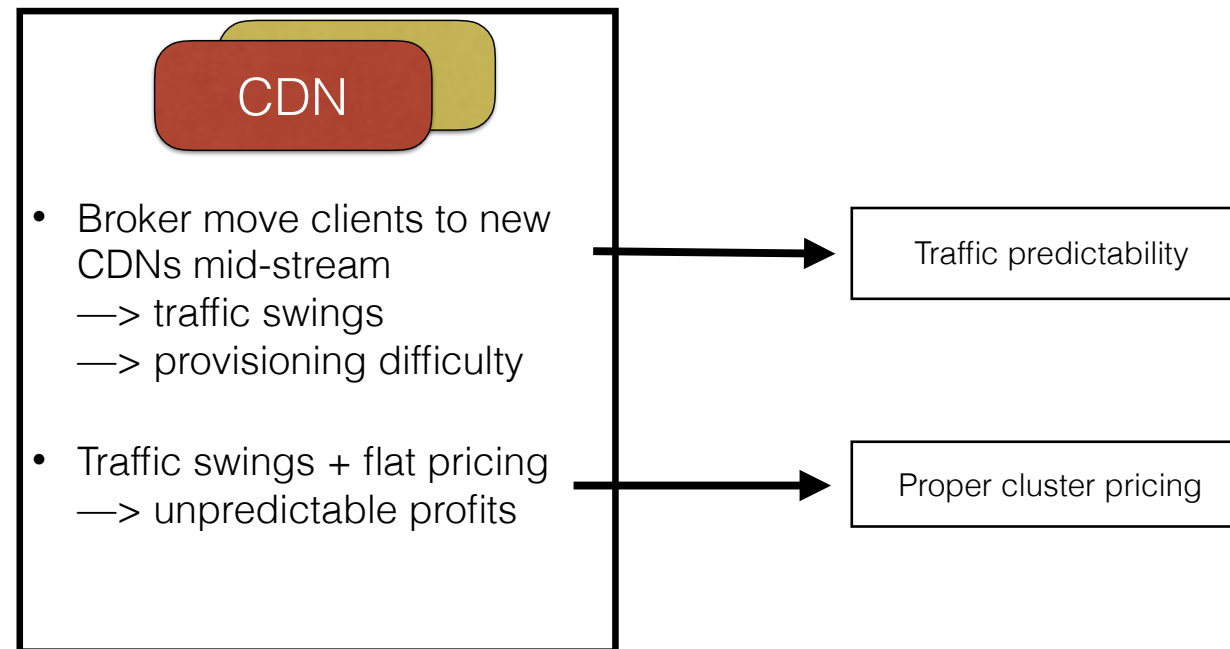 CDN
• Broker move clients to new
CDNs mid-stream
—> traffic swings
—> provisioning difficulty
Traffic predictability
• Traffic swings + flat pricing
—> unpredictable profits
Proper cluster pricing